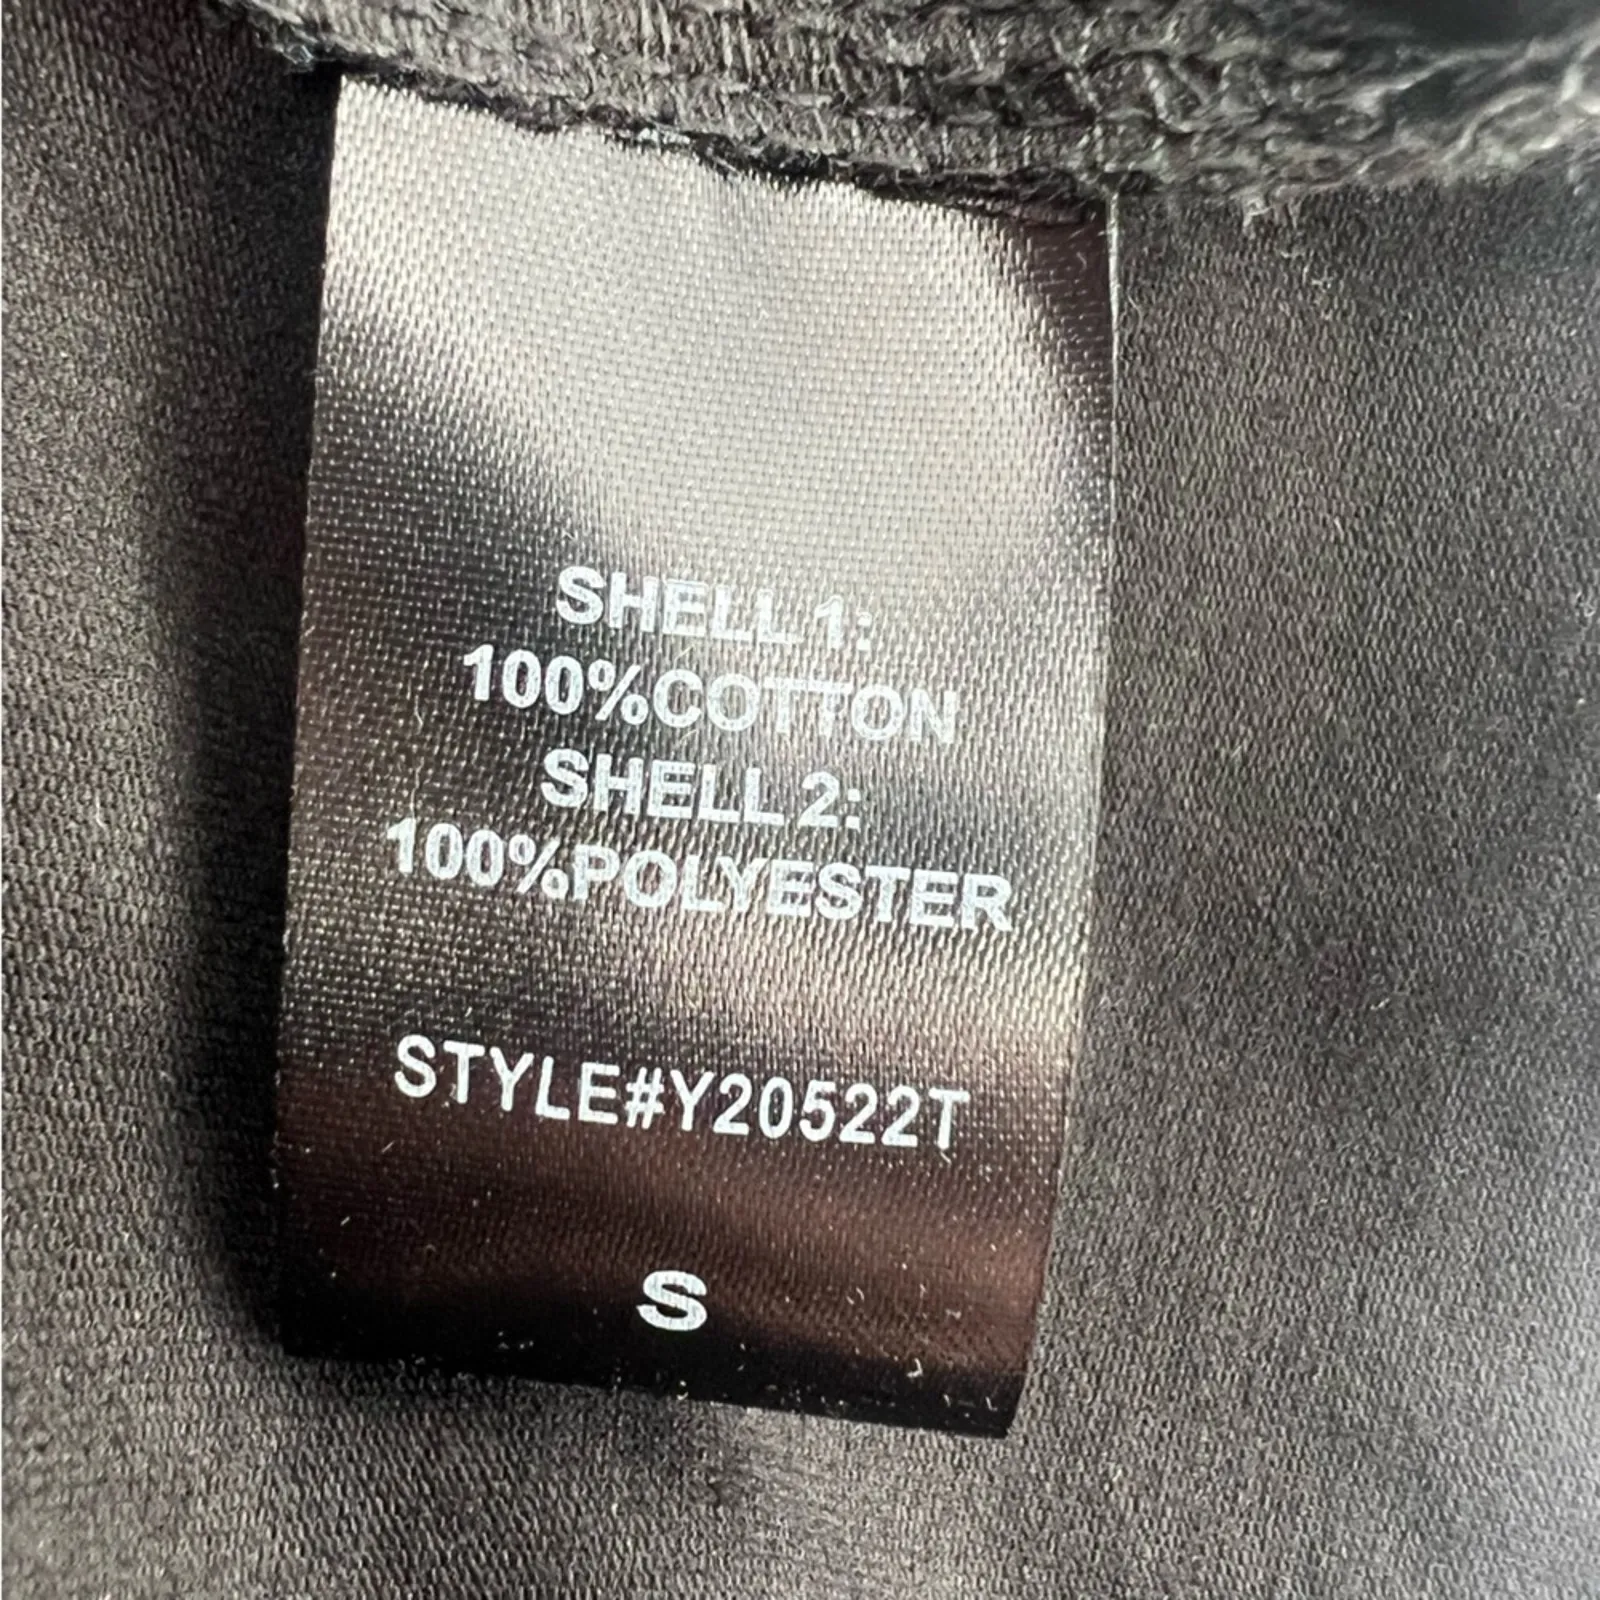 SHELL 1:
100%COTTON
SHELL 2:
100%POLYESTER
STYLE#Y20522T
S